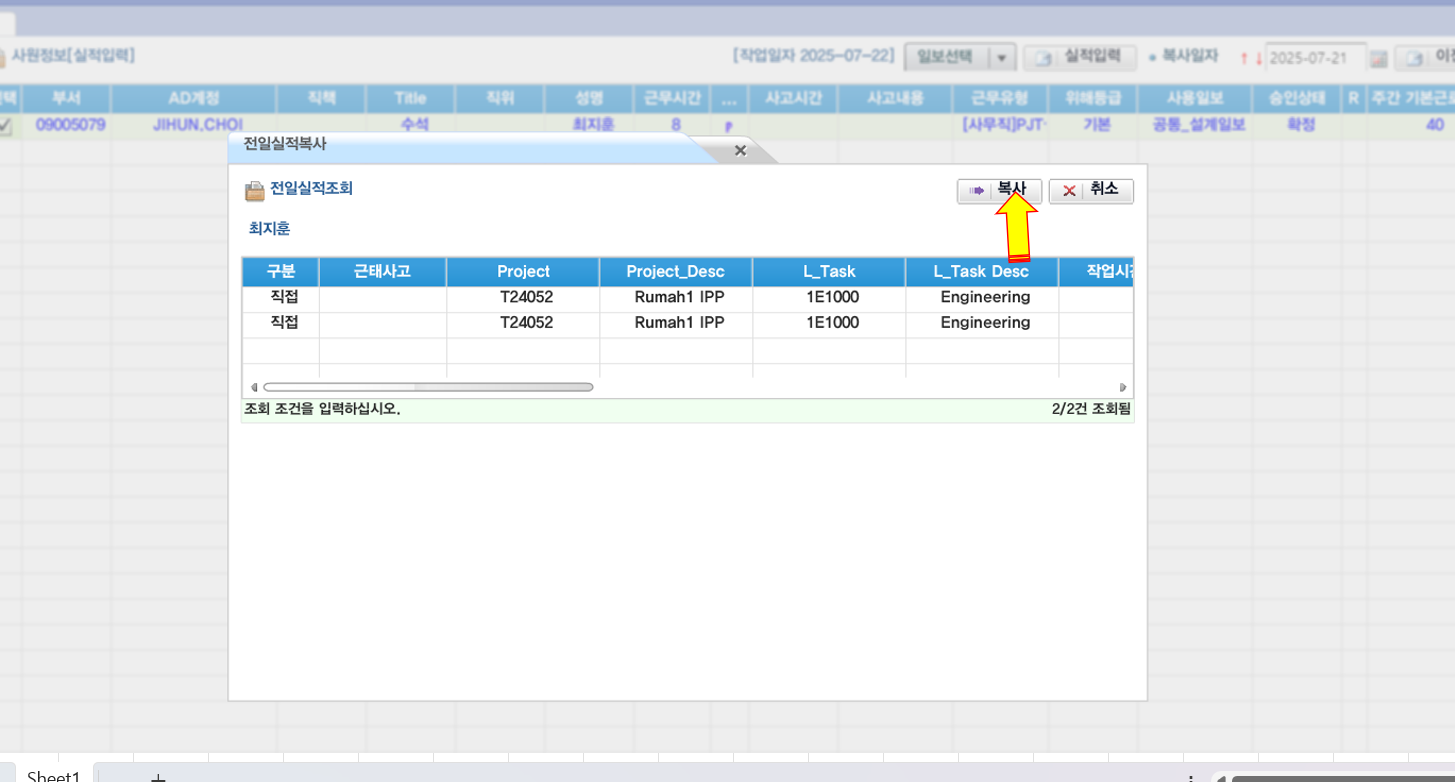 사원정보[실적입력]
[작업일자 2025-07-22] 일보선택 실적입력 복사일자 2025-07-21
부서 AD계정 직책 Title 직위 성명 근무시간 ... 사고시간 사고내용 근무유형 위해등급 사용일보 승인상태 R 주간 기본근
09005079 JIHUN.CHOI 수석 최지훈 8 P [사무직]PJT 기본 공통_설계일보 확정 40
전일실적복사
전일실적조회
복사 취소
최지훈
구분 근태사고 Project Project_Desc L_Task L_Task Desc 작업시간
직접 T24052 Rumah1 IPP 1E1000 Engineering
직접 T24052 Rumah1 IPP 1E1000 Engineering
조회 조건을 입력하십시오. 2/2건 조회됨
Sheet1